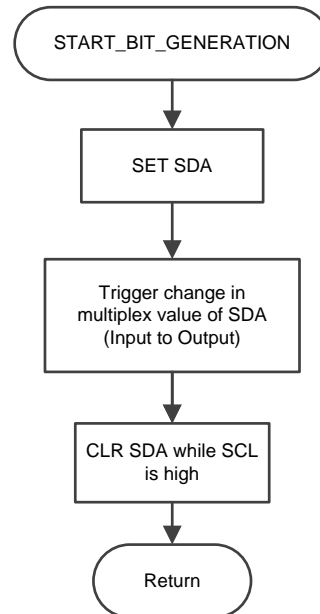 START_BIT_GENERATION
SET SDA
Trigger change in
multiplex value of SDA
(Input to Output)
CLR SDA while SCL
is high
Return